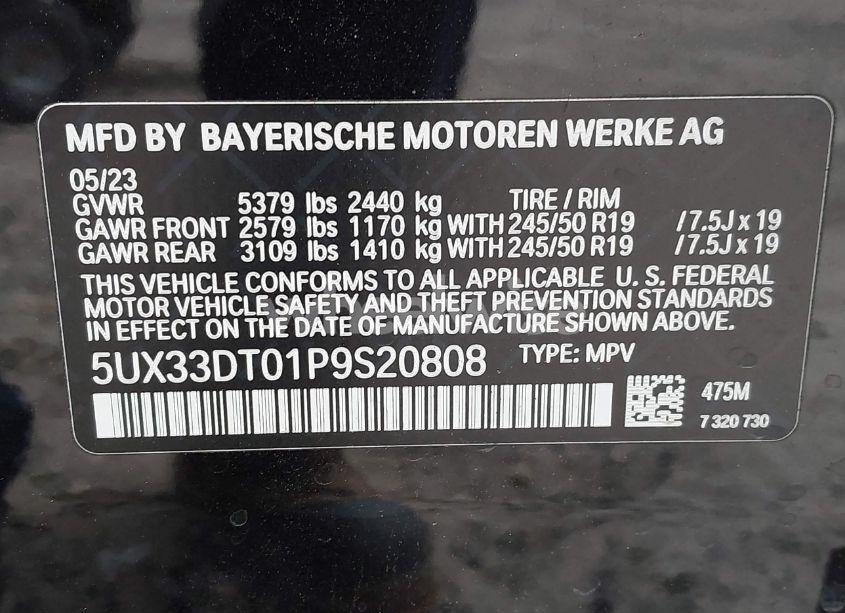 MFD BY BAYERISCHE MOTOREN WERKE AG
05/23
GVWR 5379 lbs 2440 kg TIRE / RIM
GAWR FRONT 2579 lbs 1170 kg WITH 245/50 R19 /7.5J x 19
GAWR REAR 3109 lbs 1410 kg WITH 245/50 R19 /7.5J x 19
THIS VEHICLE CONFORMS TO ALL APPLICABLE U. S. FEDERAL
MOTOR VEHICLE SAFETY AND THEFT PREVENTION STANDARDS
IN EFFECT ON THE DATE OF MANUFACTURE SHOWN ABOVE.
5UX33DT01P9S20808 TYPE: MPV
475M
7 320 730